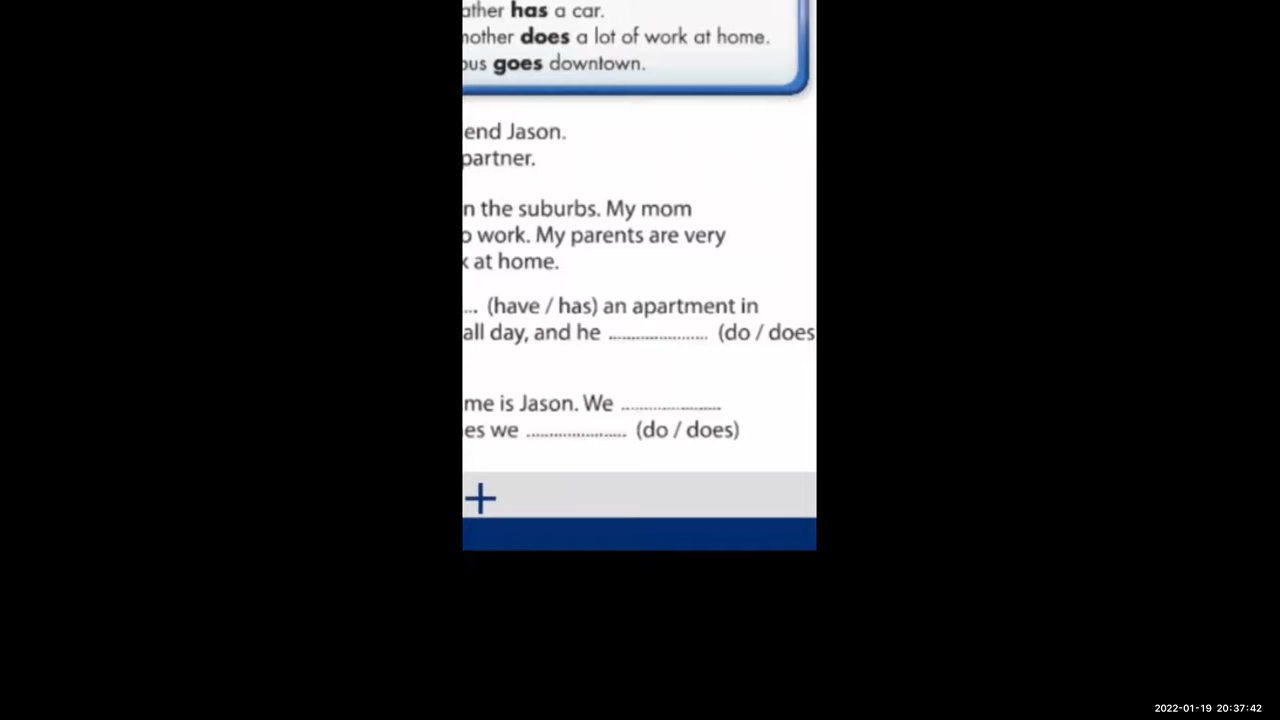 ather has a car.
nother does a lot of work at home.
ous goes downtown.
end Jason.
partner.
n the suburbs. My mom
o work. My parents are very
k at home.
... (have / has) an apartment in
all day, and he .................... (do / does
me is Jason. We ....................
es we .................... (do / does)
2022-01-19 20:37:42